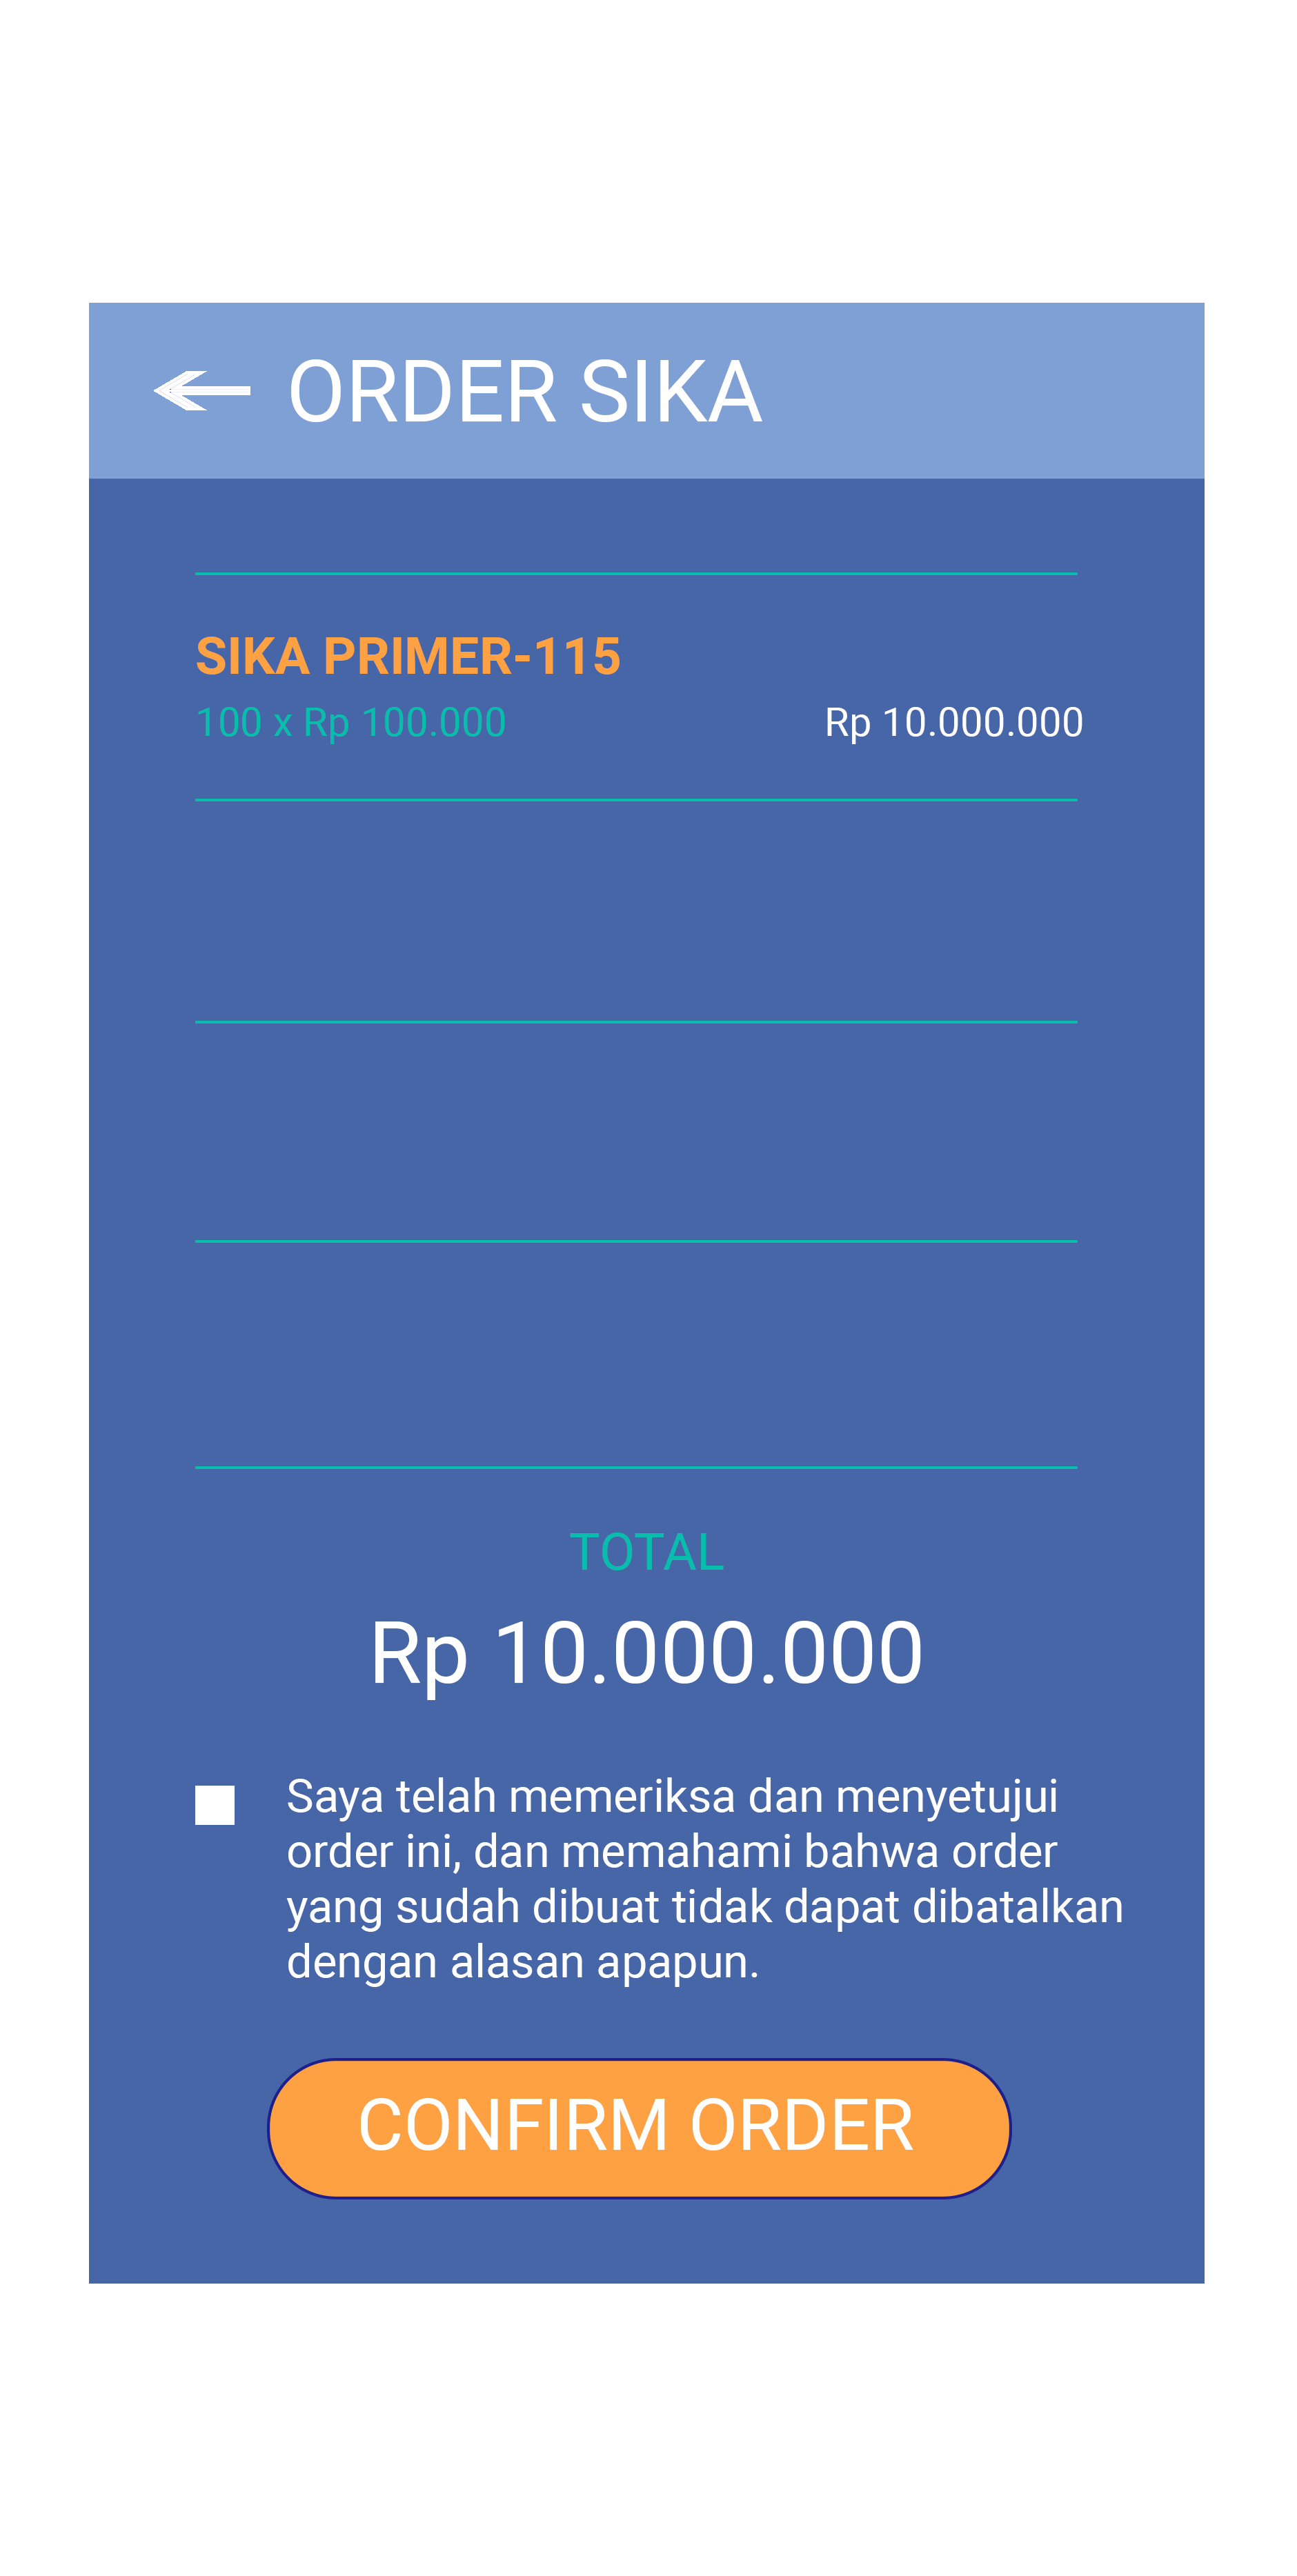 ORDER SIKA
SIKA PRIMER-115
100 x Rp 100.000 Rp 10.000.000
TOTAL
Rp 10.000.000
Saya telah memeriksa dan menyetujui
order ini, dan memahami bahwa order
yang sudah dibuat tidak dapat dibatalkan
dengan alasan apapun.
CONFIRM ORDER